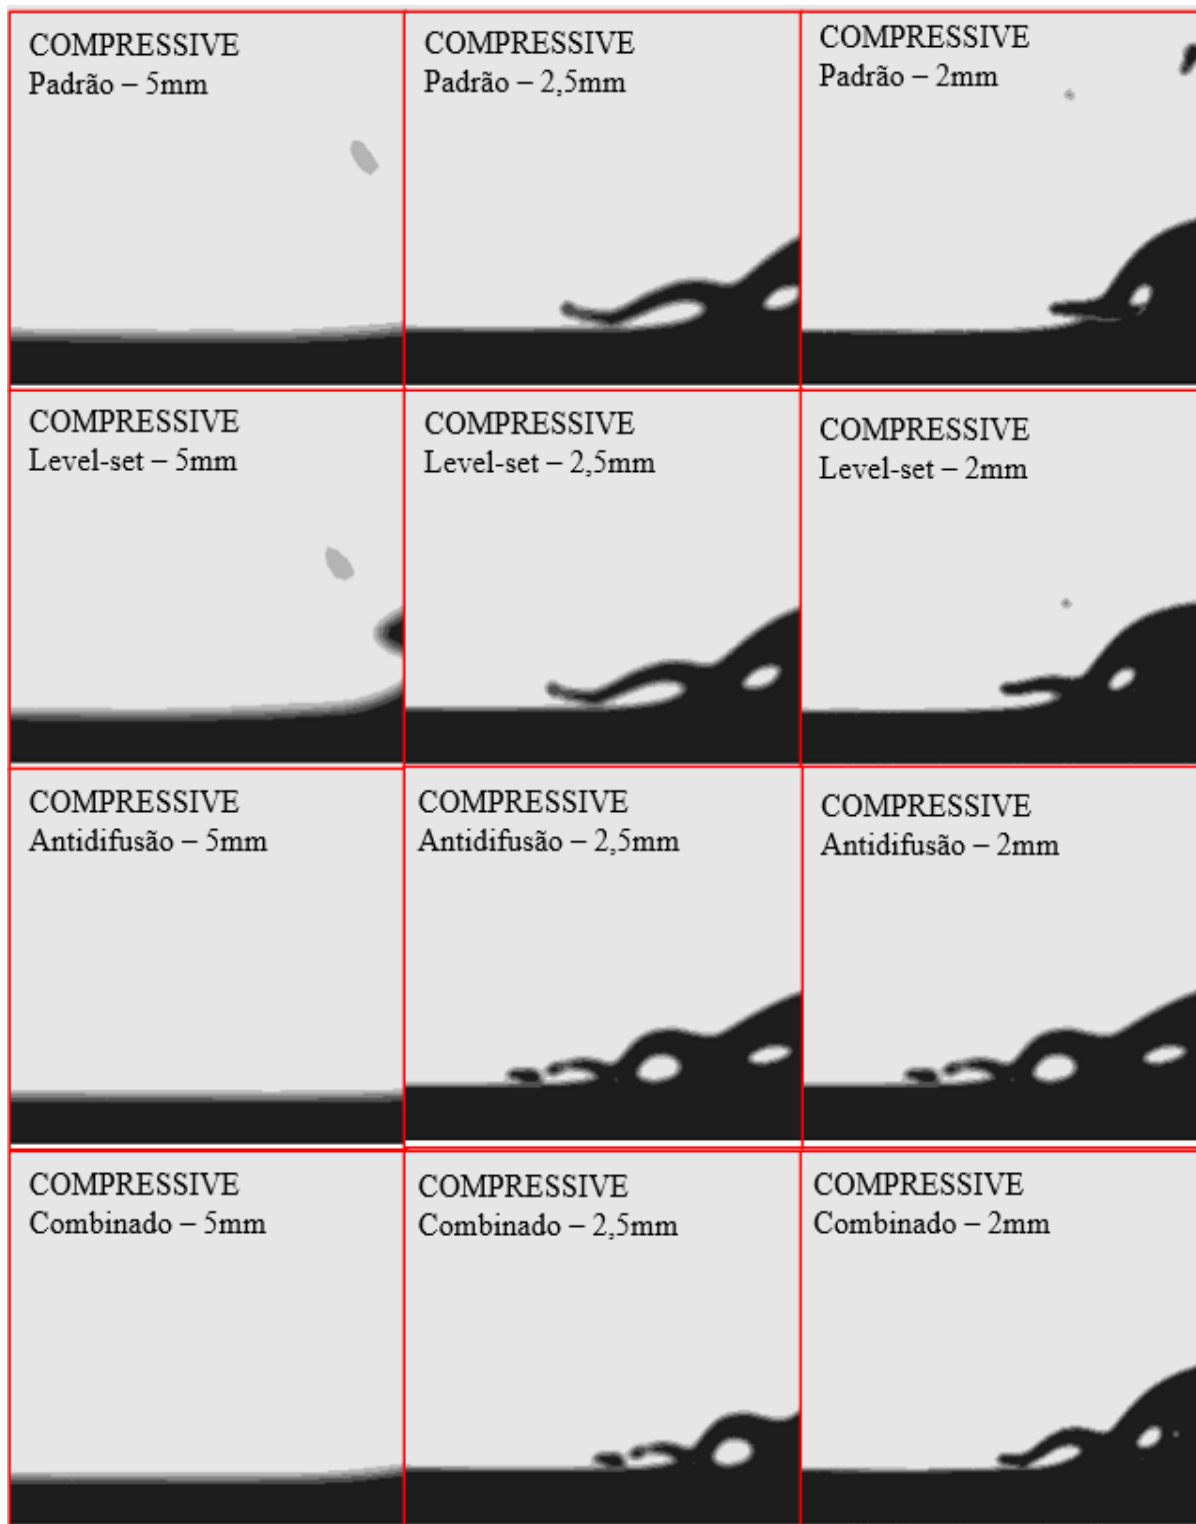 COMPRESSIVE
Padrão – 5mm
COMPRESSIVE
Padrão – 2,5mm
COMPRESSIVE
Padrão – 2mm
COMPRESSIVE
Level-set – 5mm
COMPRESSIVE
Level-set – 2,5mm
COMPRESSIVE
Level-set – 2mm
COMPRESSIVE
Antidifusão – 5mm
COMPRESSIVE
Antidifusão – 2,5mm
COMPRESSIVE
Antidifusão – 2mm
COMPRESSIVE
Combinado – 5mm
COMPRESSIVE
Combinado – 2,5mm
COMPRESSIVE
Combinado – 2mm